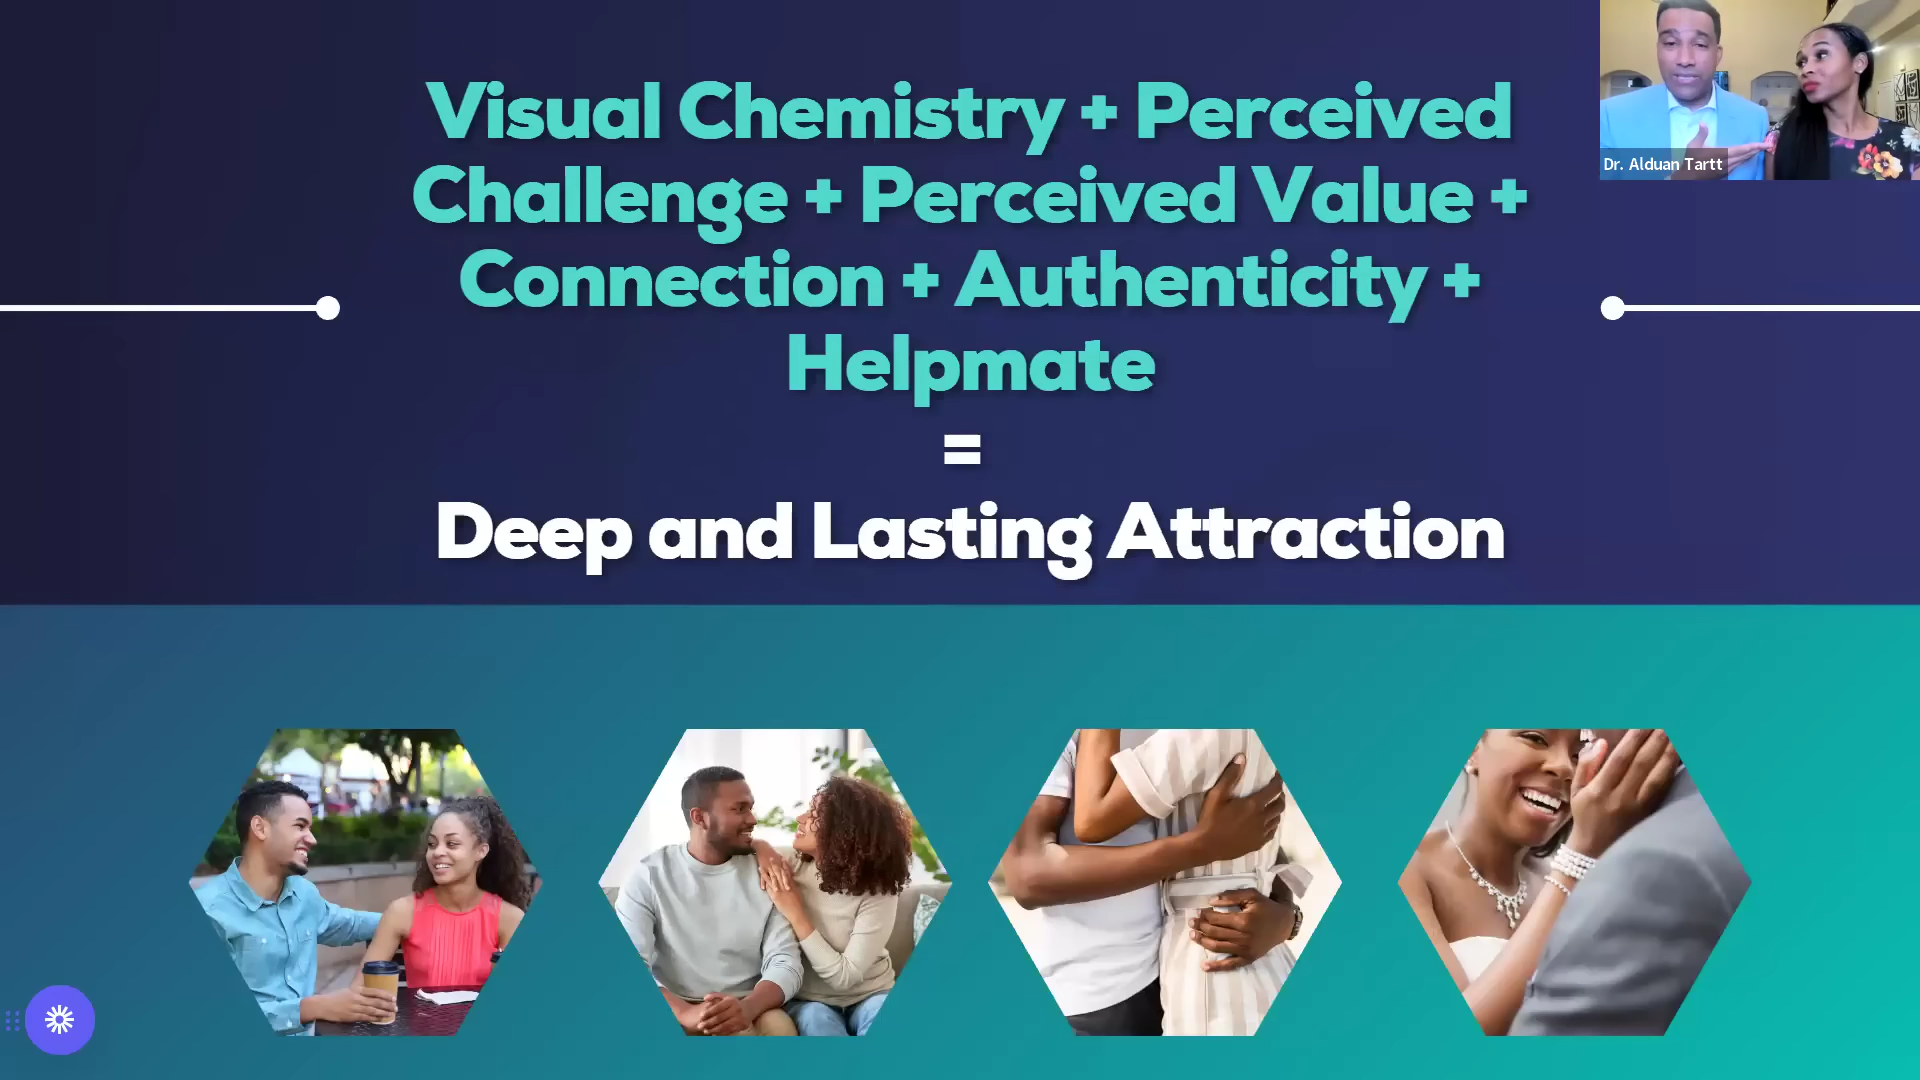 Visual Chemistry + Perceived
Challenge + Perceived Value +
Connection + Authenticity +
Helpmate
=
Deep and Lasting Attraction
Dr. Alduan Tartt